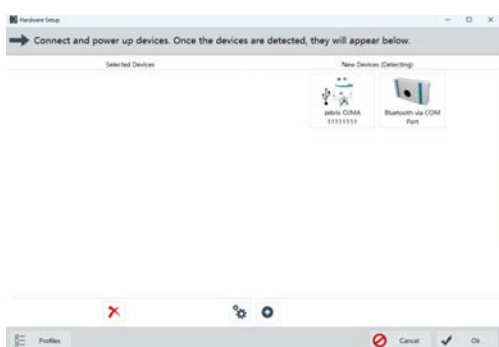 Hardware Setup
Connect and power up devices. Once the devices are detected, they will appear below.
Selected Devices
New Devices (Detecting)
zebris OJMA
11111111
Bluetooth via COM
Port
Profiles
Cancel
Ok